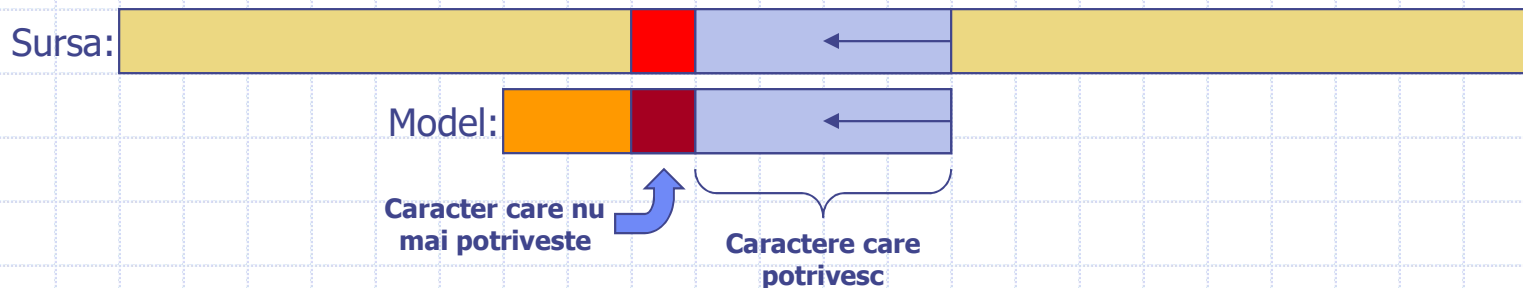 Sursa:
Model:
Caracter care nu
mai potriveste
Caractere care
potrivesc